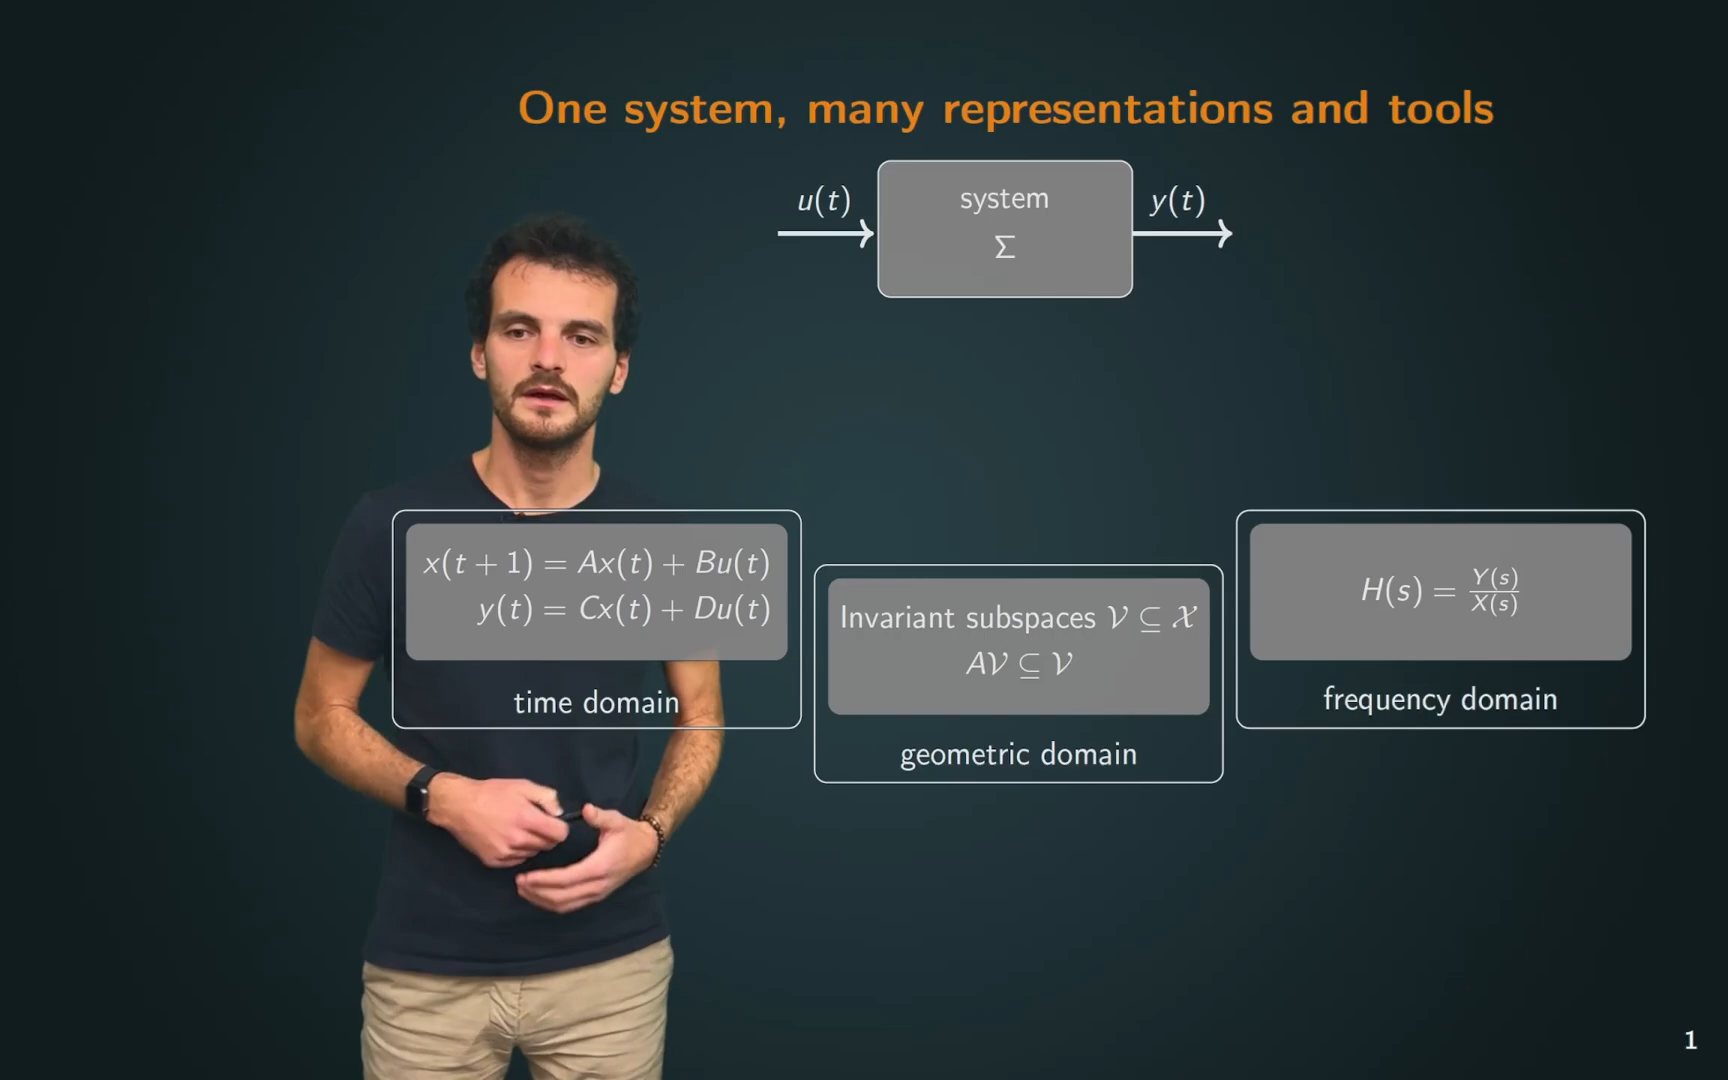 One system, many representations and tools
u(t)
system
Σ
y(t)
x(t + 1) = Ax(t) + Bu(t)
y(t) = Cx(t) + Du(t)
time domain
Invariant subspaces 𝒱 ⊆ 𝒳
A𝒱 ⊆ 𝒱
geometric domain
H(s) = Y(s)/X(s)
frequency domain
1